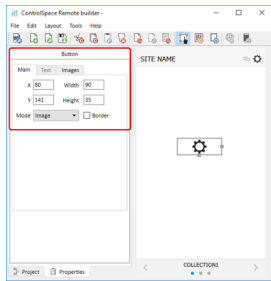 ControlSpace Remote builder -
File Edit Layout Tools Help
Button
Main Text Images
X 80 Width 90
Y 141 Height 35
Mode Image Border
SITE NAME
COLLECTION1
Project Properties